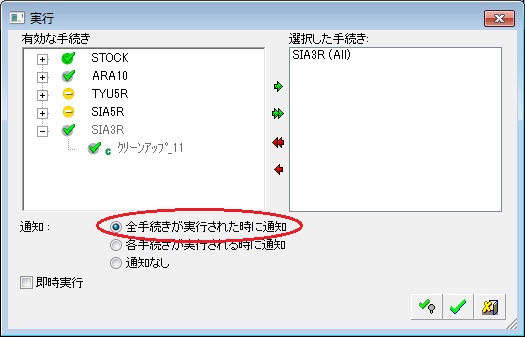 実行
有効な手続き
選択した手続き:
STOCK
ARA10
TYU5R
SIA5R
SIA3R
c ｸﾘｰﾝｱｯﾌﾟ_11
SIA3R (All)
通知 :
全手続きが実行された時に通知
各手続きが実行される時に通知
通知なし
即時実行